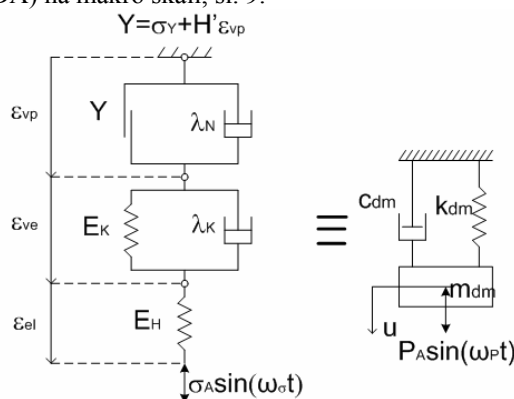 DA) na makro skali, sl. 9.
Y=σY+H'εvp
εvp
Y
λN
εve
EK
λK
εel
EH
σAsin(ωσt)
≡
cdm
kdm
mdm
u
PAsin(ωPt)